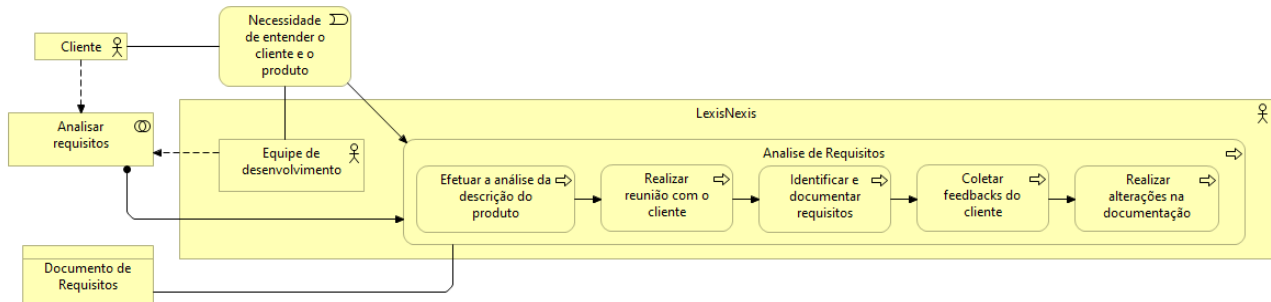 Necessidade
de entender o
cliente e o
produto
Cliente
LexisNexis
Analisar
requisitos
Equipe de
desenvolvimento
Analise de Requisitos
Efetuar a análise da
descrição do
produto
Realizar
reunião com o
cliente
Identificar e
documentar
requisitos
Coletar
feedbacks do
cliente
Realizar
alterações na
documentação
Documento de
Requisitos